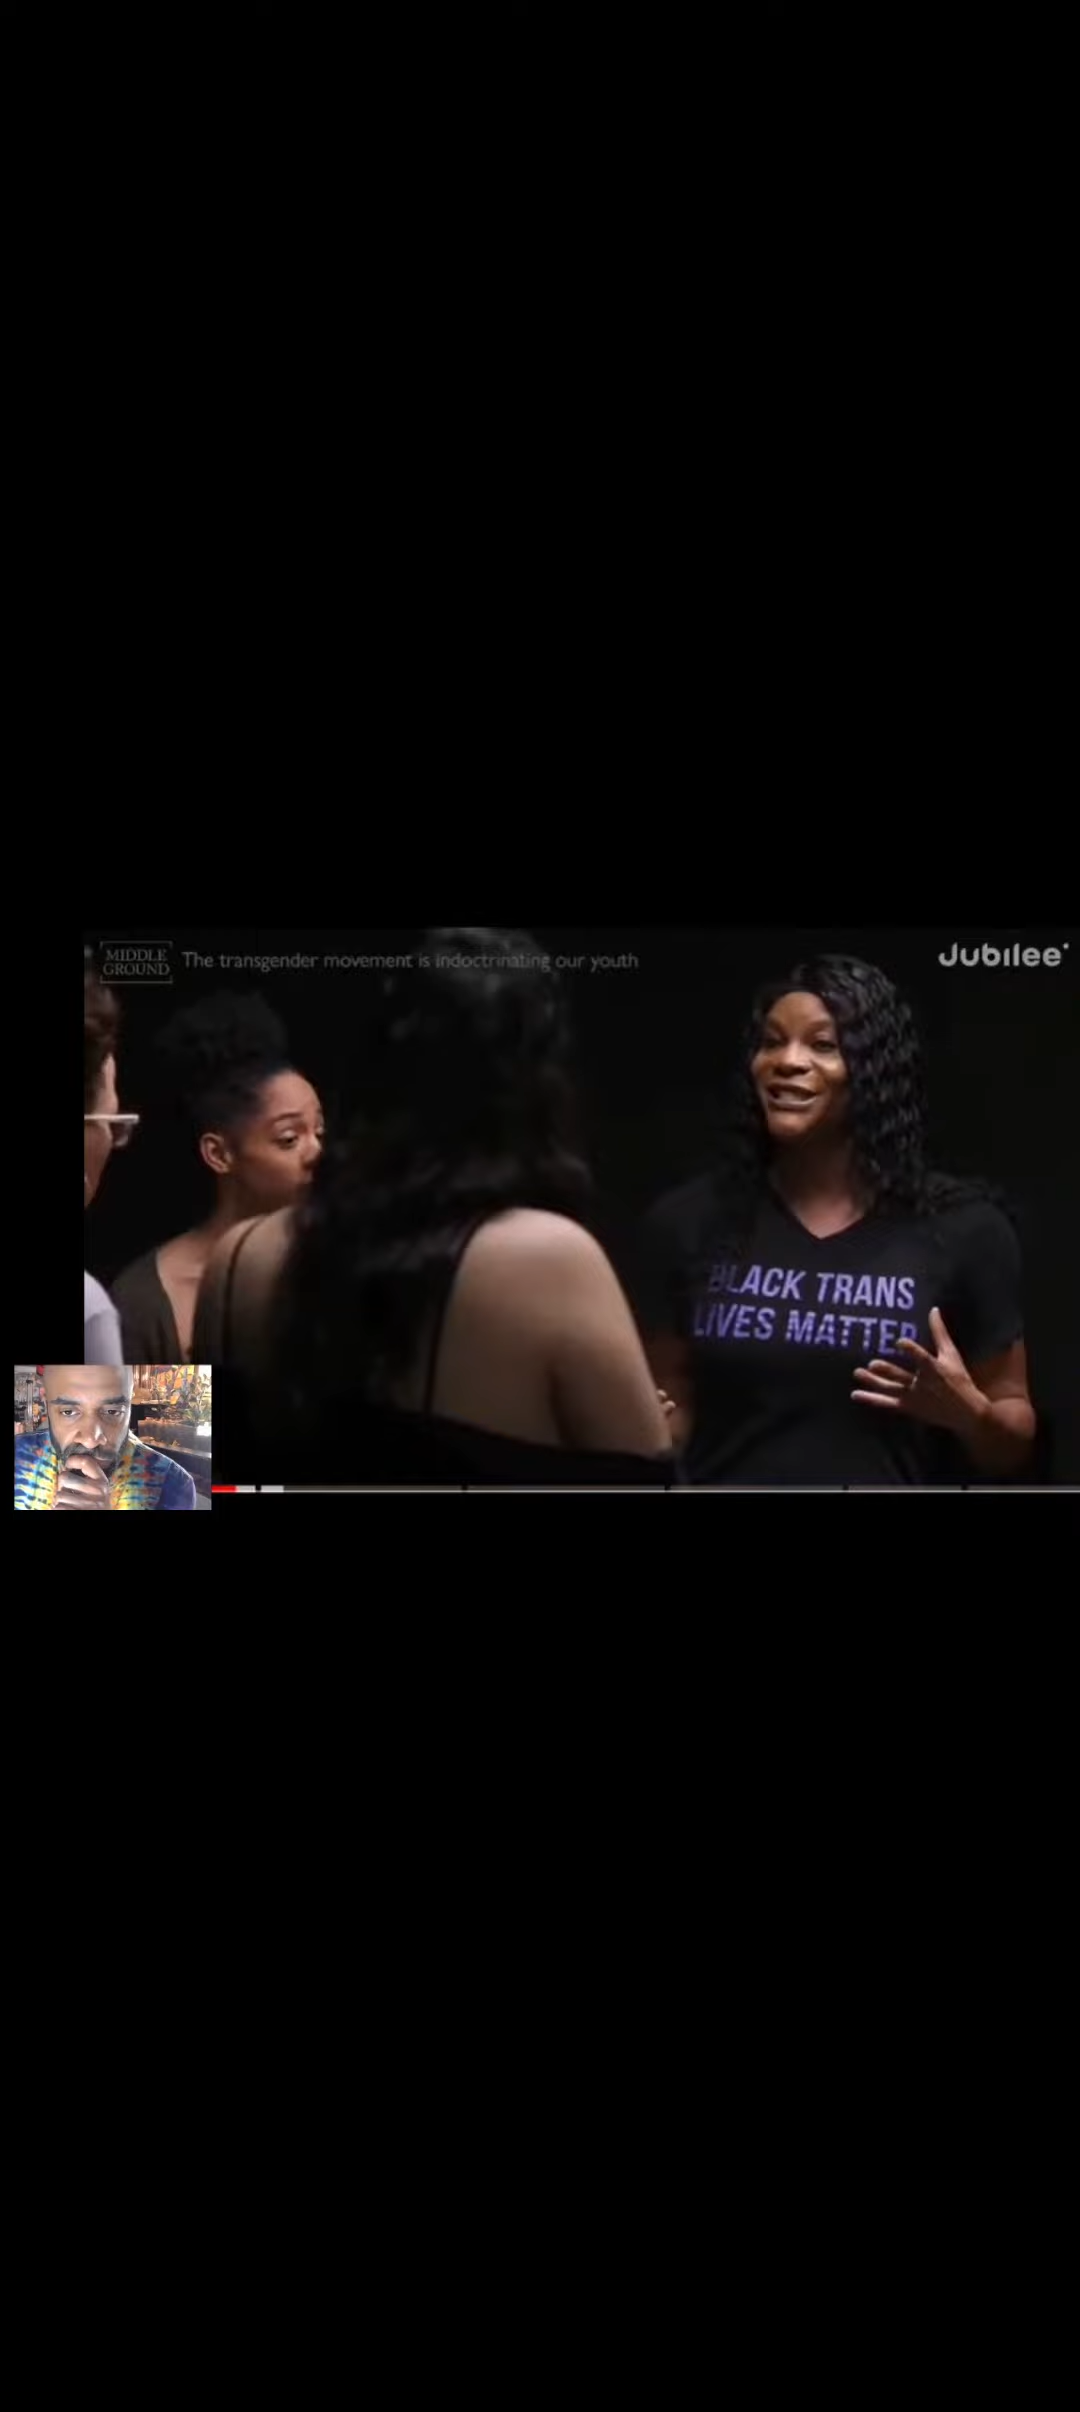 MIDDLE
GROUND
The transgender movement is indoctrinating our youth
Jubilee
BLACK TRANS
LIVES MATTER